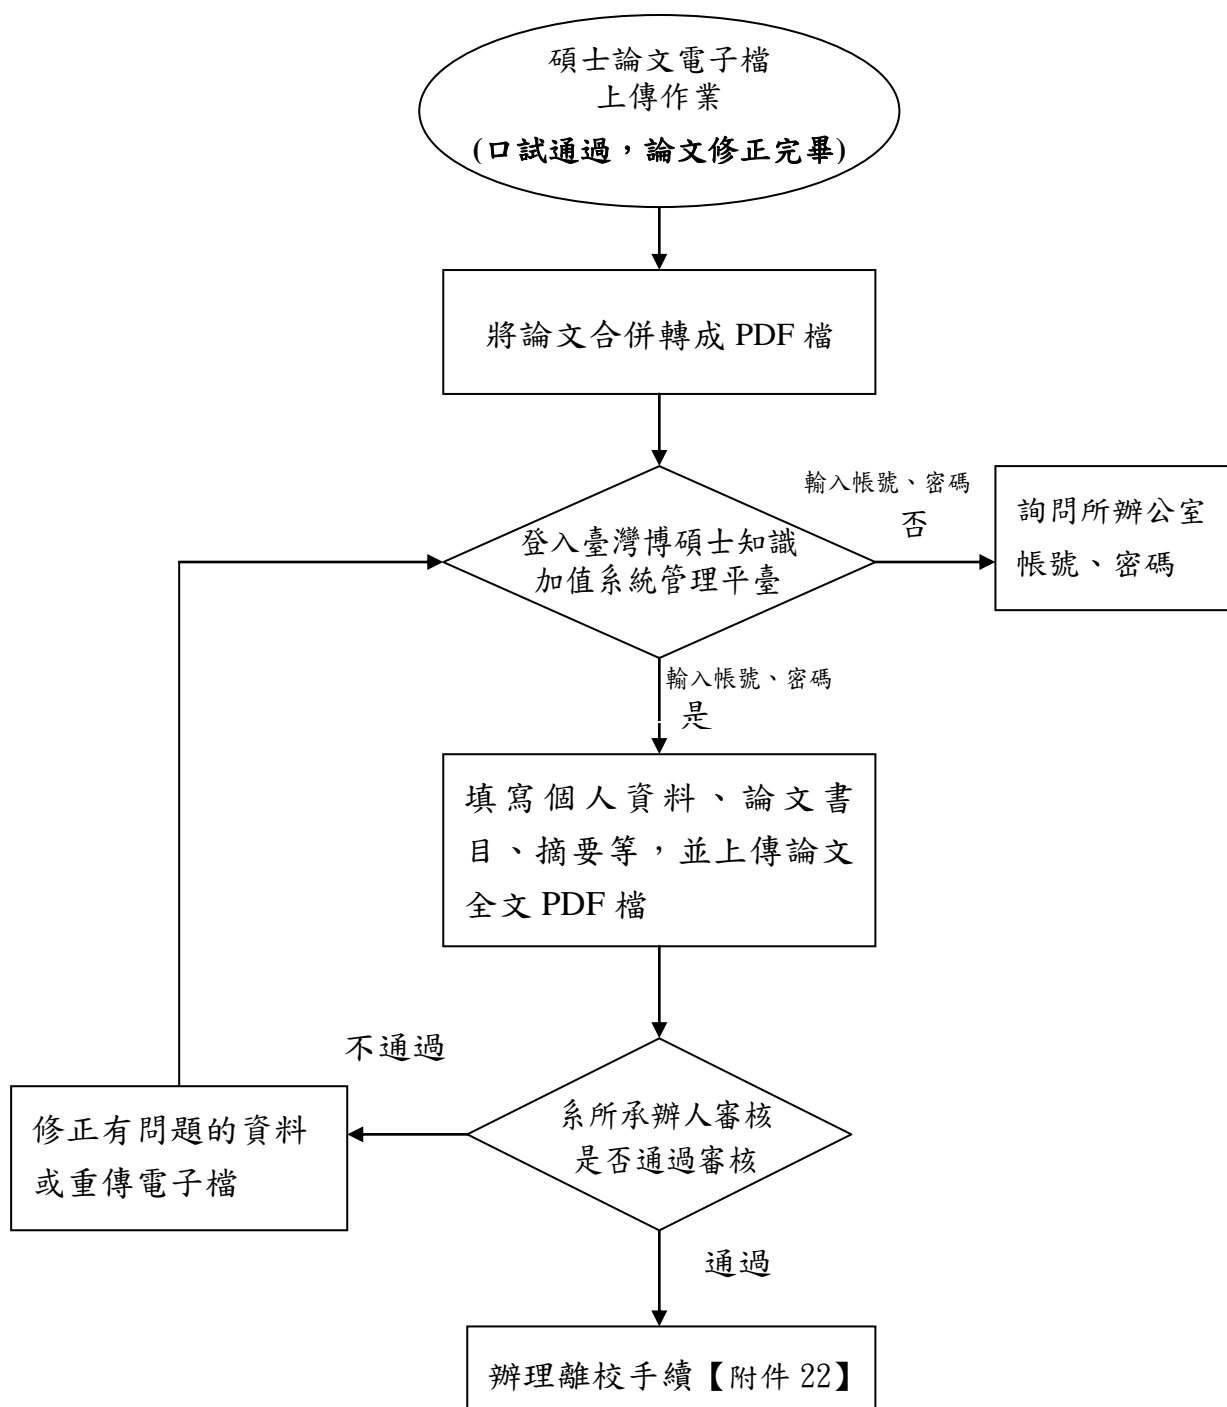 碩士論文電子檔
上傳作業
(口試通過，論文修正完畢)
將論文合併轉成 PDF 檔
登入臺灣博碩士知識
加值系統管理平臺
輸入帳號、密碼
否
詢問所辦公室
帳號、密碼
輸入帳號、密碼
是
填寫個人資料、論文書
目、摘要等，並上傳論文
全文 PDF 檔
不通過
修正有問題的資料
或重傳電子檔
系所承辦人審核
是否通過審核
通過
辦理離校手續【附件 22】